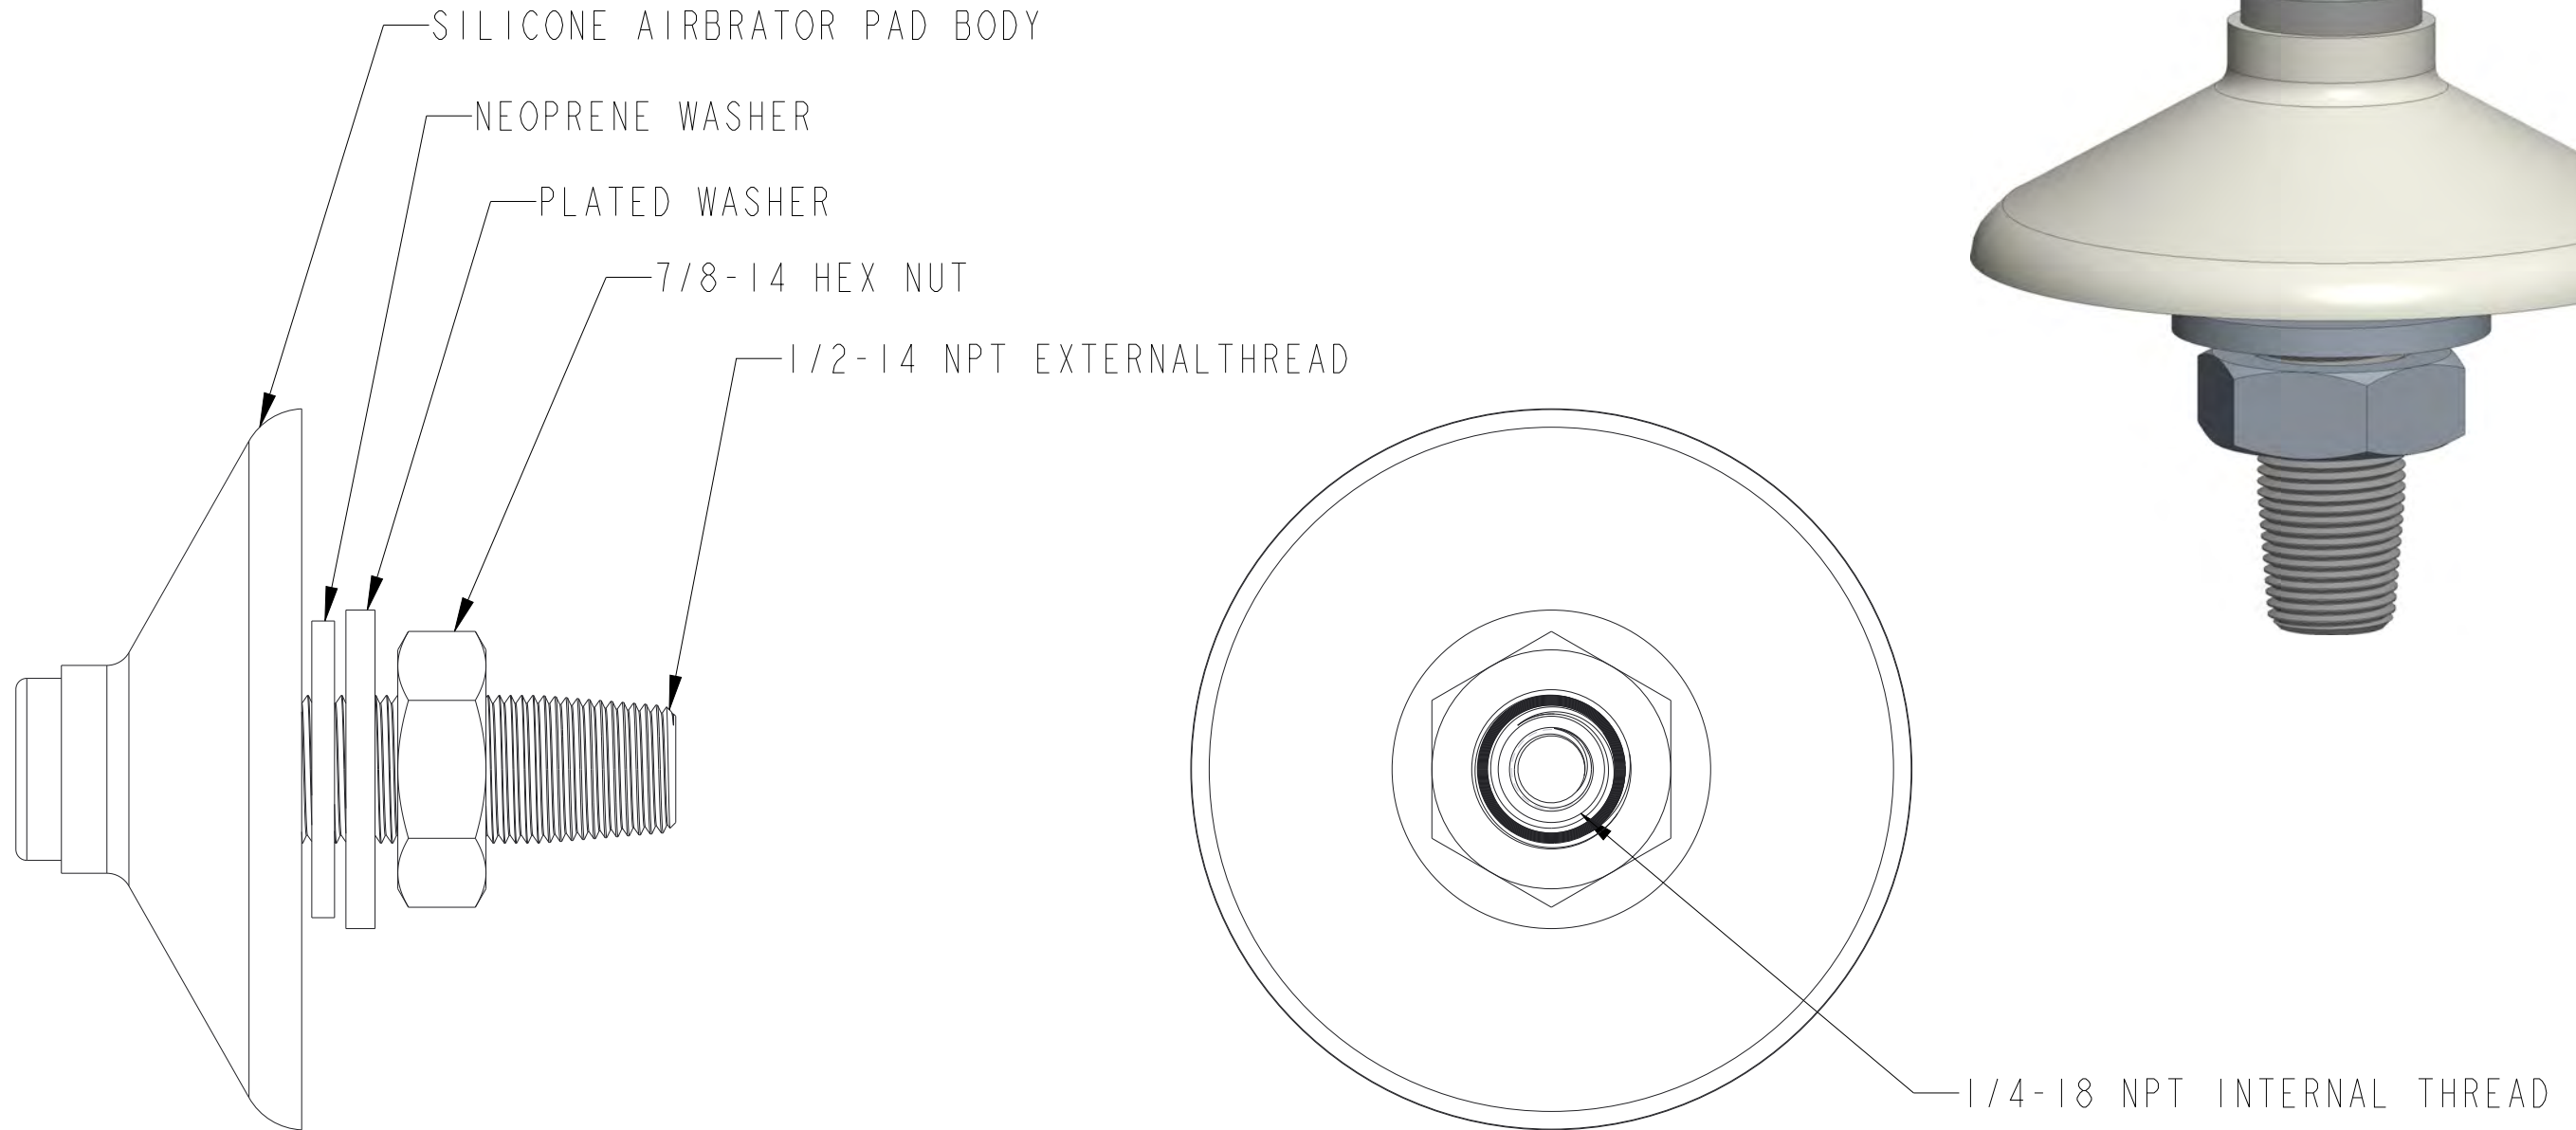 SILICONE AIRBRATOR PAD BODY
NEOPRENE WASHER
PLATED WASHER
7/8-14 HEX NUT
1/2-14 NPT EXTERNALTHREAD
1/4-18 NPT INTERNAL THREAD